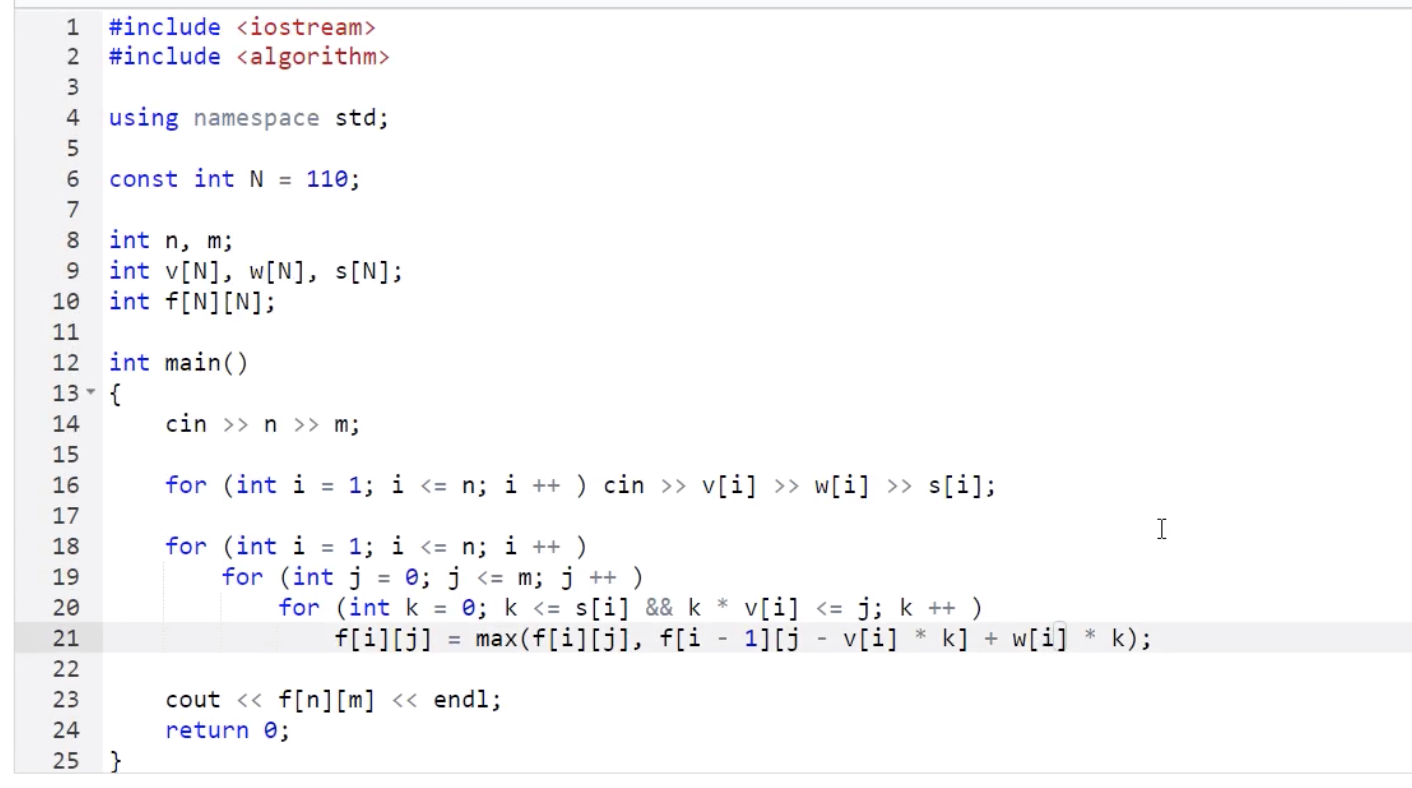 1 #include <iostream>
2 #include <algorithm>
3
4 using namespace std;
5
6 const int N = 110;
7
8 int n, m;
9 int v[N], w[N], s[N];
10 int f[N][N];
11
12 int main()
13 {
14     cin >> n >> m;
15
16     for (int i = 1; i <= n; i ++ ) cin >> v[i] >> w[i] >> s[i];
17
18     for (int i = 1; i <= n; i ++ )
19         for (int j = 0; j <= m; j ++ )
20             for (int k = 0; k <= s[i] && k * v[i] <= j; k ++ )
21                 f[i][j] = max(f[i][j], f[i - 1][j - v[i] * k] + w[i] * k);
22
23     cout << f[n][m] << endl;
24     return 0;
25 }